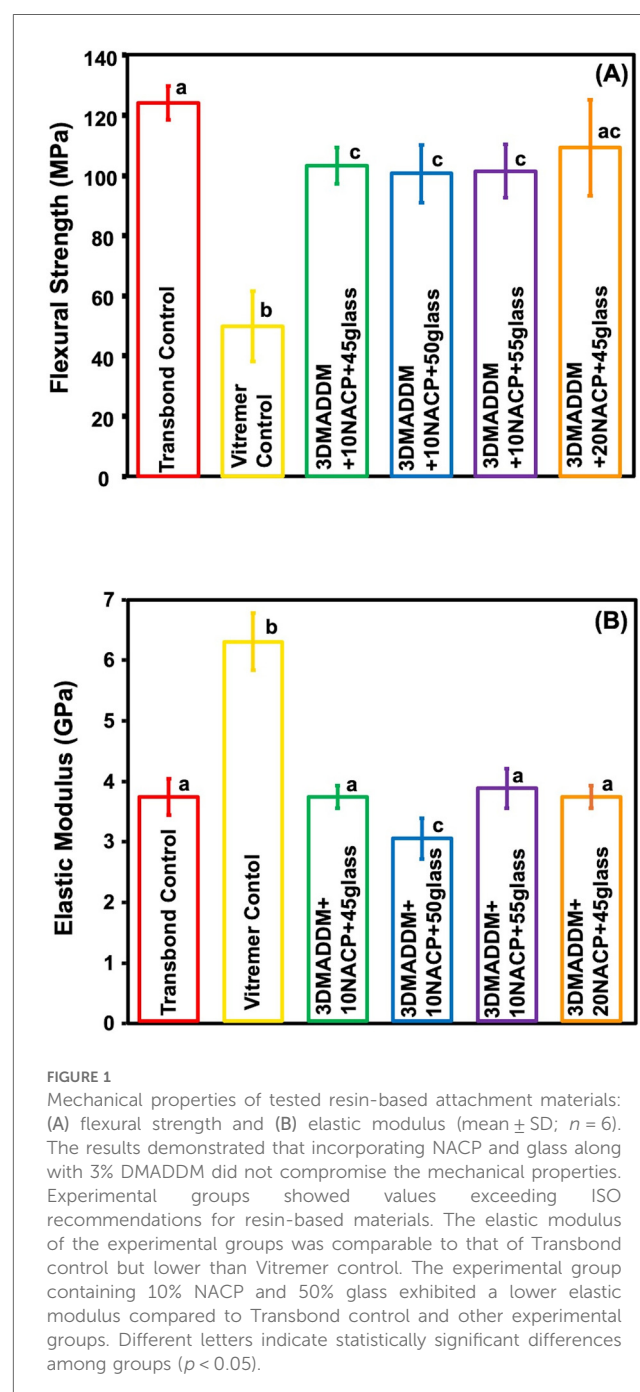 (A)
Flexural Strength (MPa)
140
120
100
80
60
40
20
0
a
b
c
c
c
ac
Transbond Control
Vitremer
Control
3DMADDM
+10NACP+45glass
3DMADDM
+10NACP+50glass
3DMADDM
+10NACP+55glass
3DMADDM
+20NACP+45glass
(B)
Elastic Modulus (GPa)
7
6
5
4
3
2
1
0
a
b
a
c
a
a
Transbond Control
Vitremer Contol
3DMADDM+
10NACP+45glass
3DMADDM+
10NACP+50glass
3DMADDM+
10NACP+55glass
3DMADDM+
20NACP+45glass
FIGURE 1
Mechanical properties of tested resin-based attachment materials:
(A) flexural strength and (B) elastic modulus (mean ± SD; n = 6).
The results demonstrated that incorporating NACP and glass along
with 3% DMADDM did not compromise the mechanical properties.
Experimental groups showed values exceeding ISO
recommendations for resin-based materials. The elastic modulus
of the experimental groups was comparable to that of Transbond
control but lower than Vitremer control. The experimental group
containing 10% NACP and 50% glass exhibited a lower elastic
modulus compared to Transbond control and other experimental
groups. Different letters indicate statistically significant differences
among groups (p < 0.05).